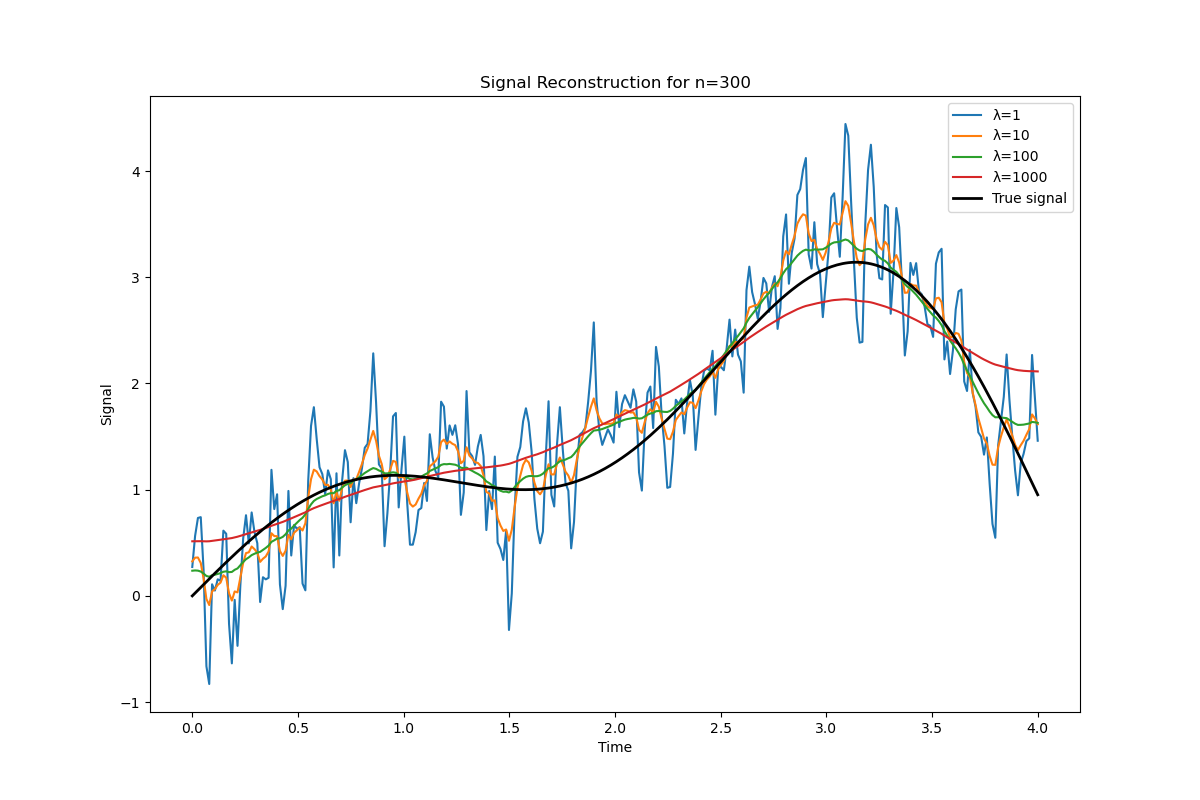 Signal Reconstruction for n=300
λ=1
λ=10
λ=100
λ=1000
True signal
4
3
2
1
0
−1
Signal
0.0 0.5 1.0 1.5 2.0 2.5 3.0 3.5 4.0
Time